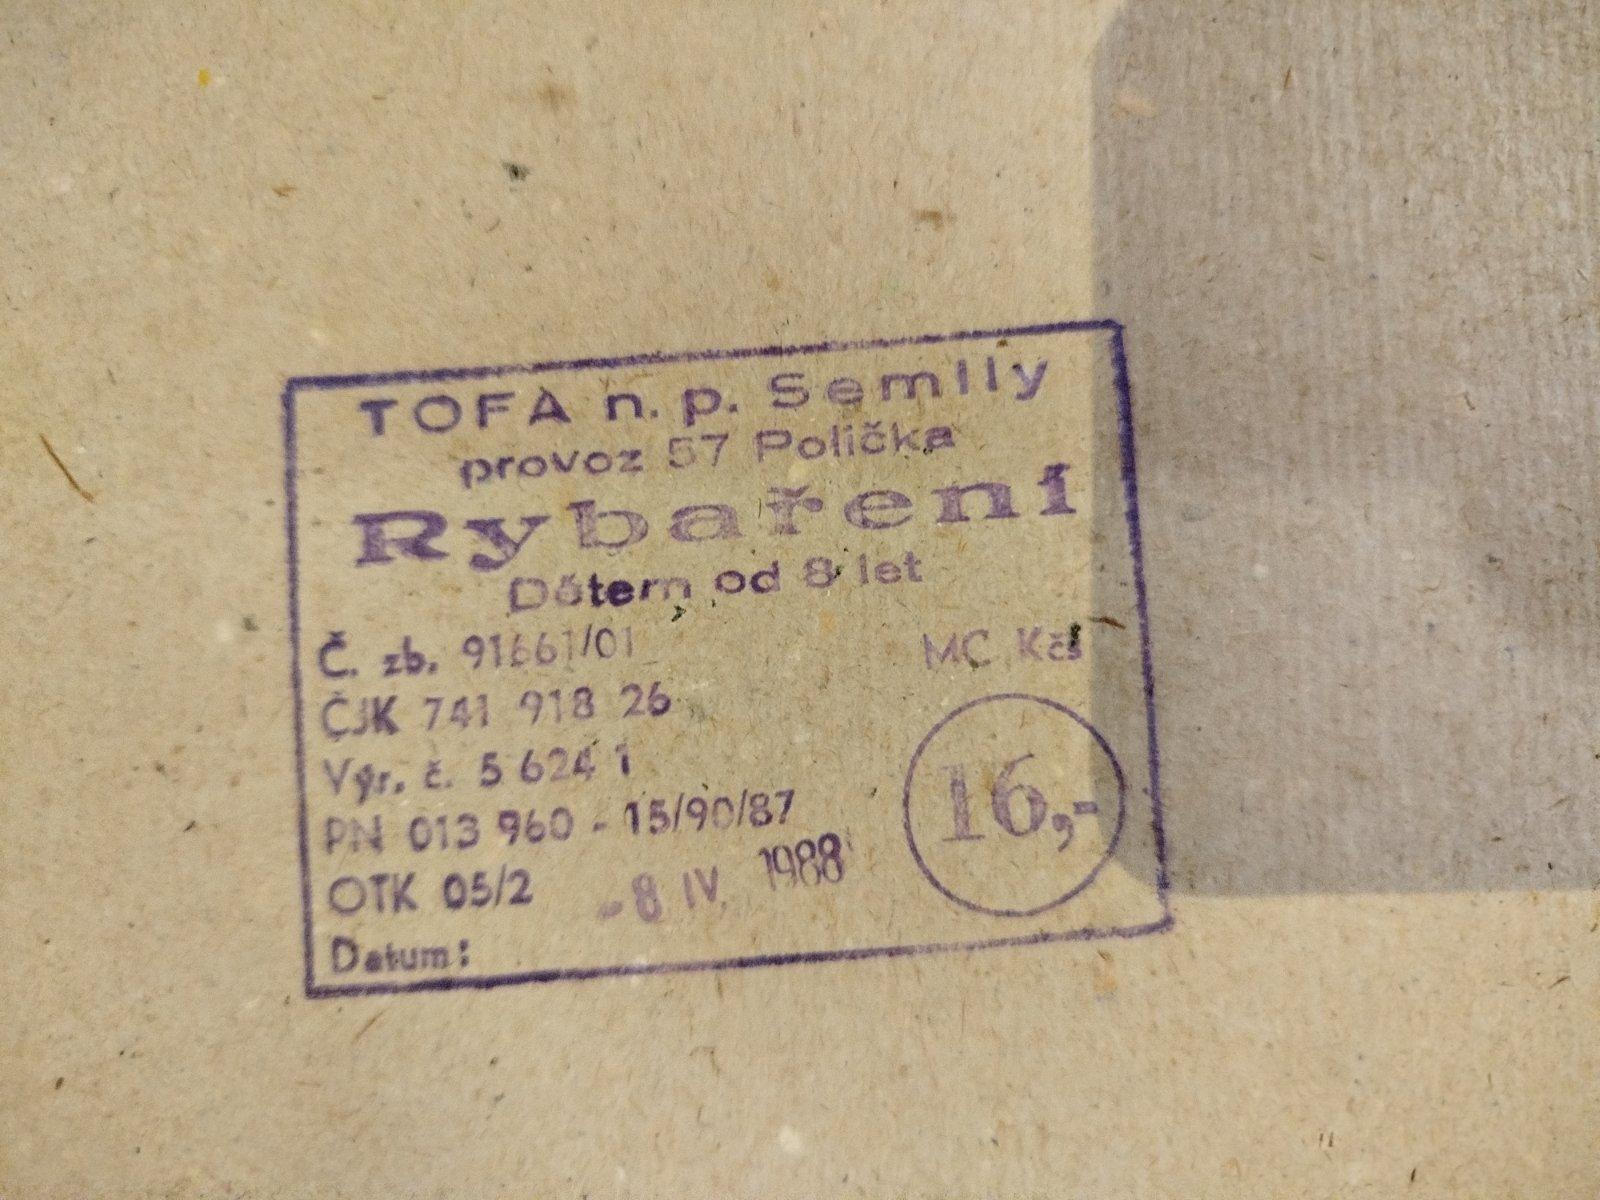 TOFA n. p. Semily
provoz 57 Polička
Rybaření
Dětem od 8 let
Č. zb. 91661/01
MC Kčs
ČJK 741 918 26
Výr. č. 5 624 1
16,-
PN 013 960 - 15/90/87
OTK 05/2
-8 IV. 1988
Datum: